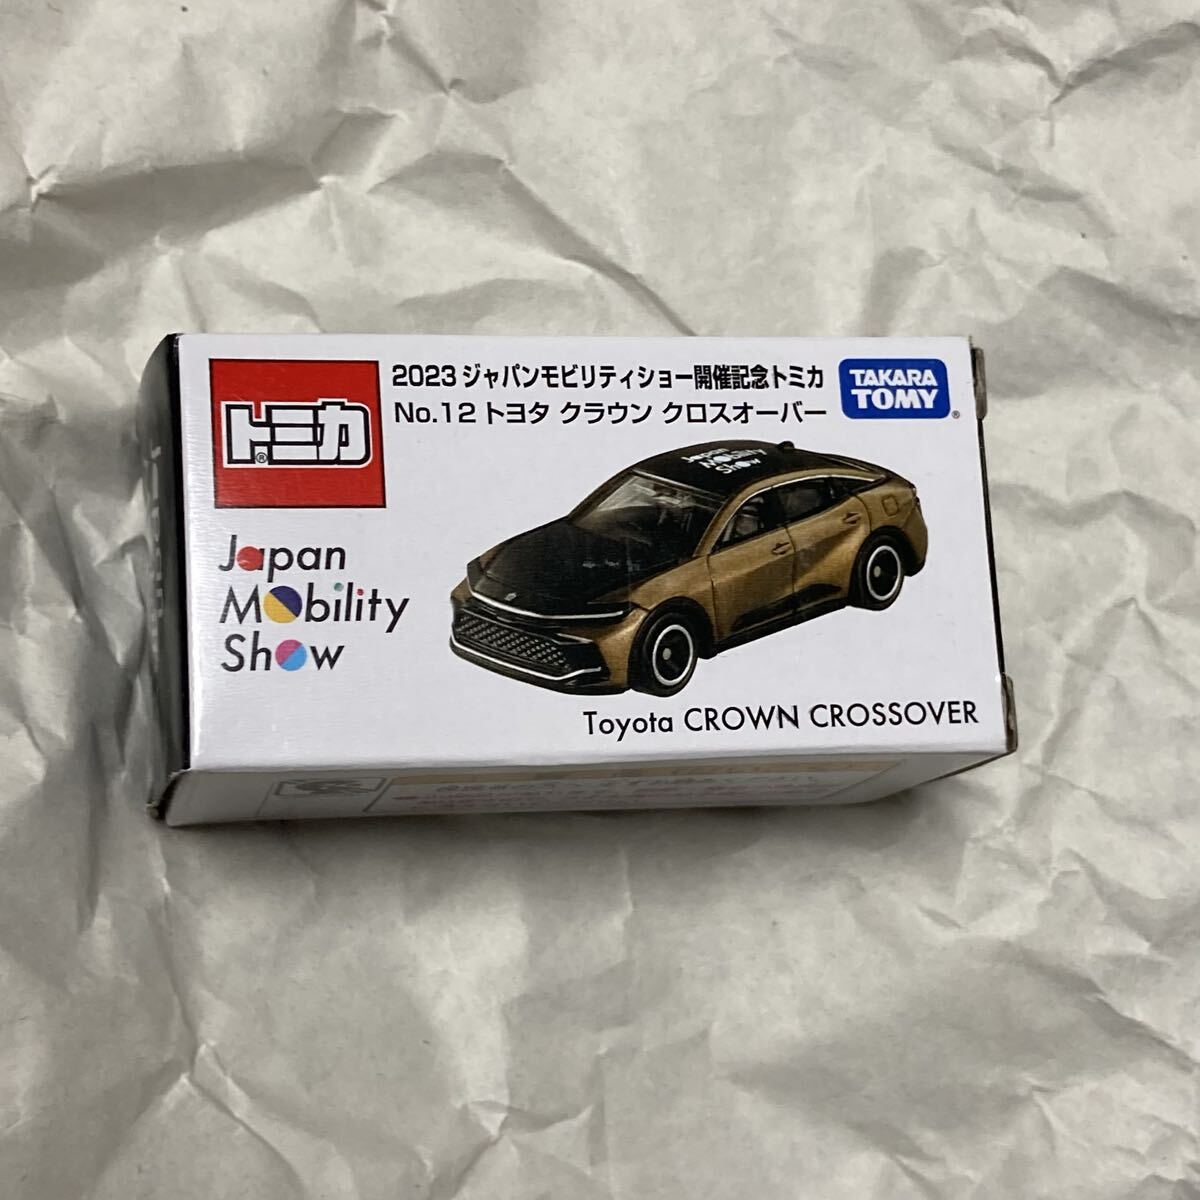 2023 ジャパンモビリティショー開催記念トミカ
No.12 トヨタ クラウン クロスオーバー
TAKARA
TOMY®
トミカ®
Japan
Mobility
Show
Japan
Mobility
Show
Toyota CROWN CROSSOVER